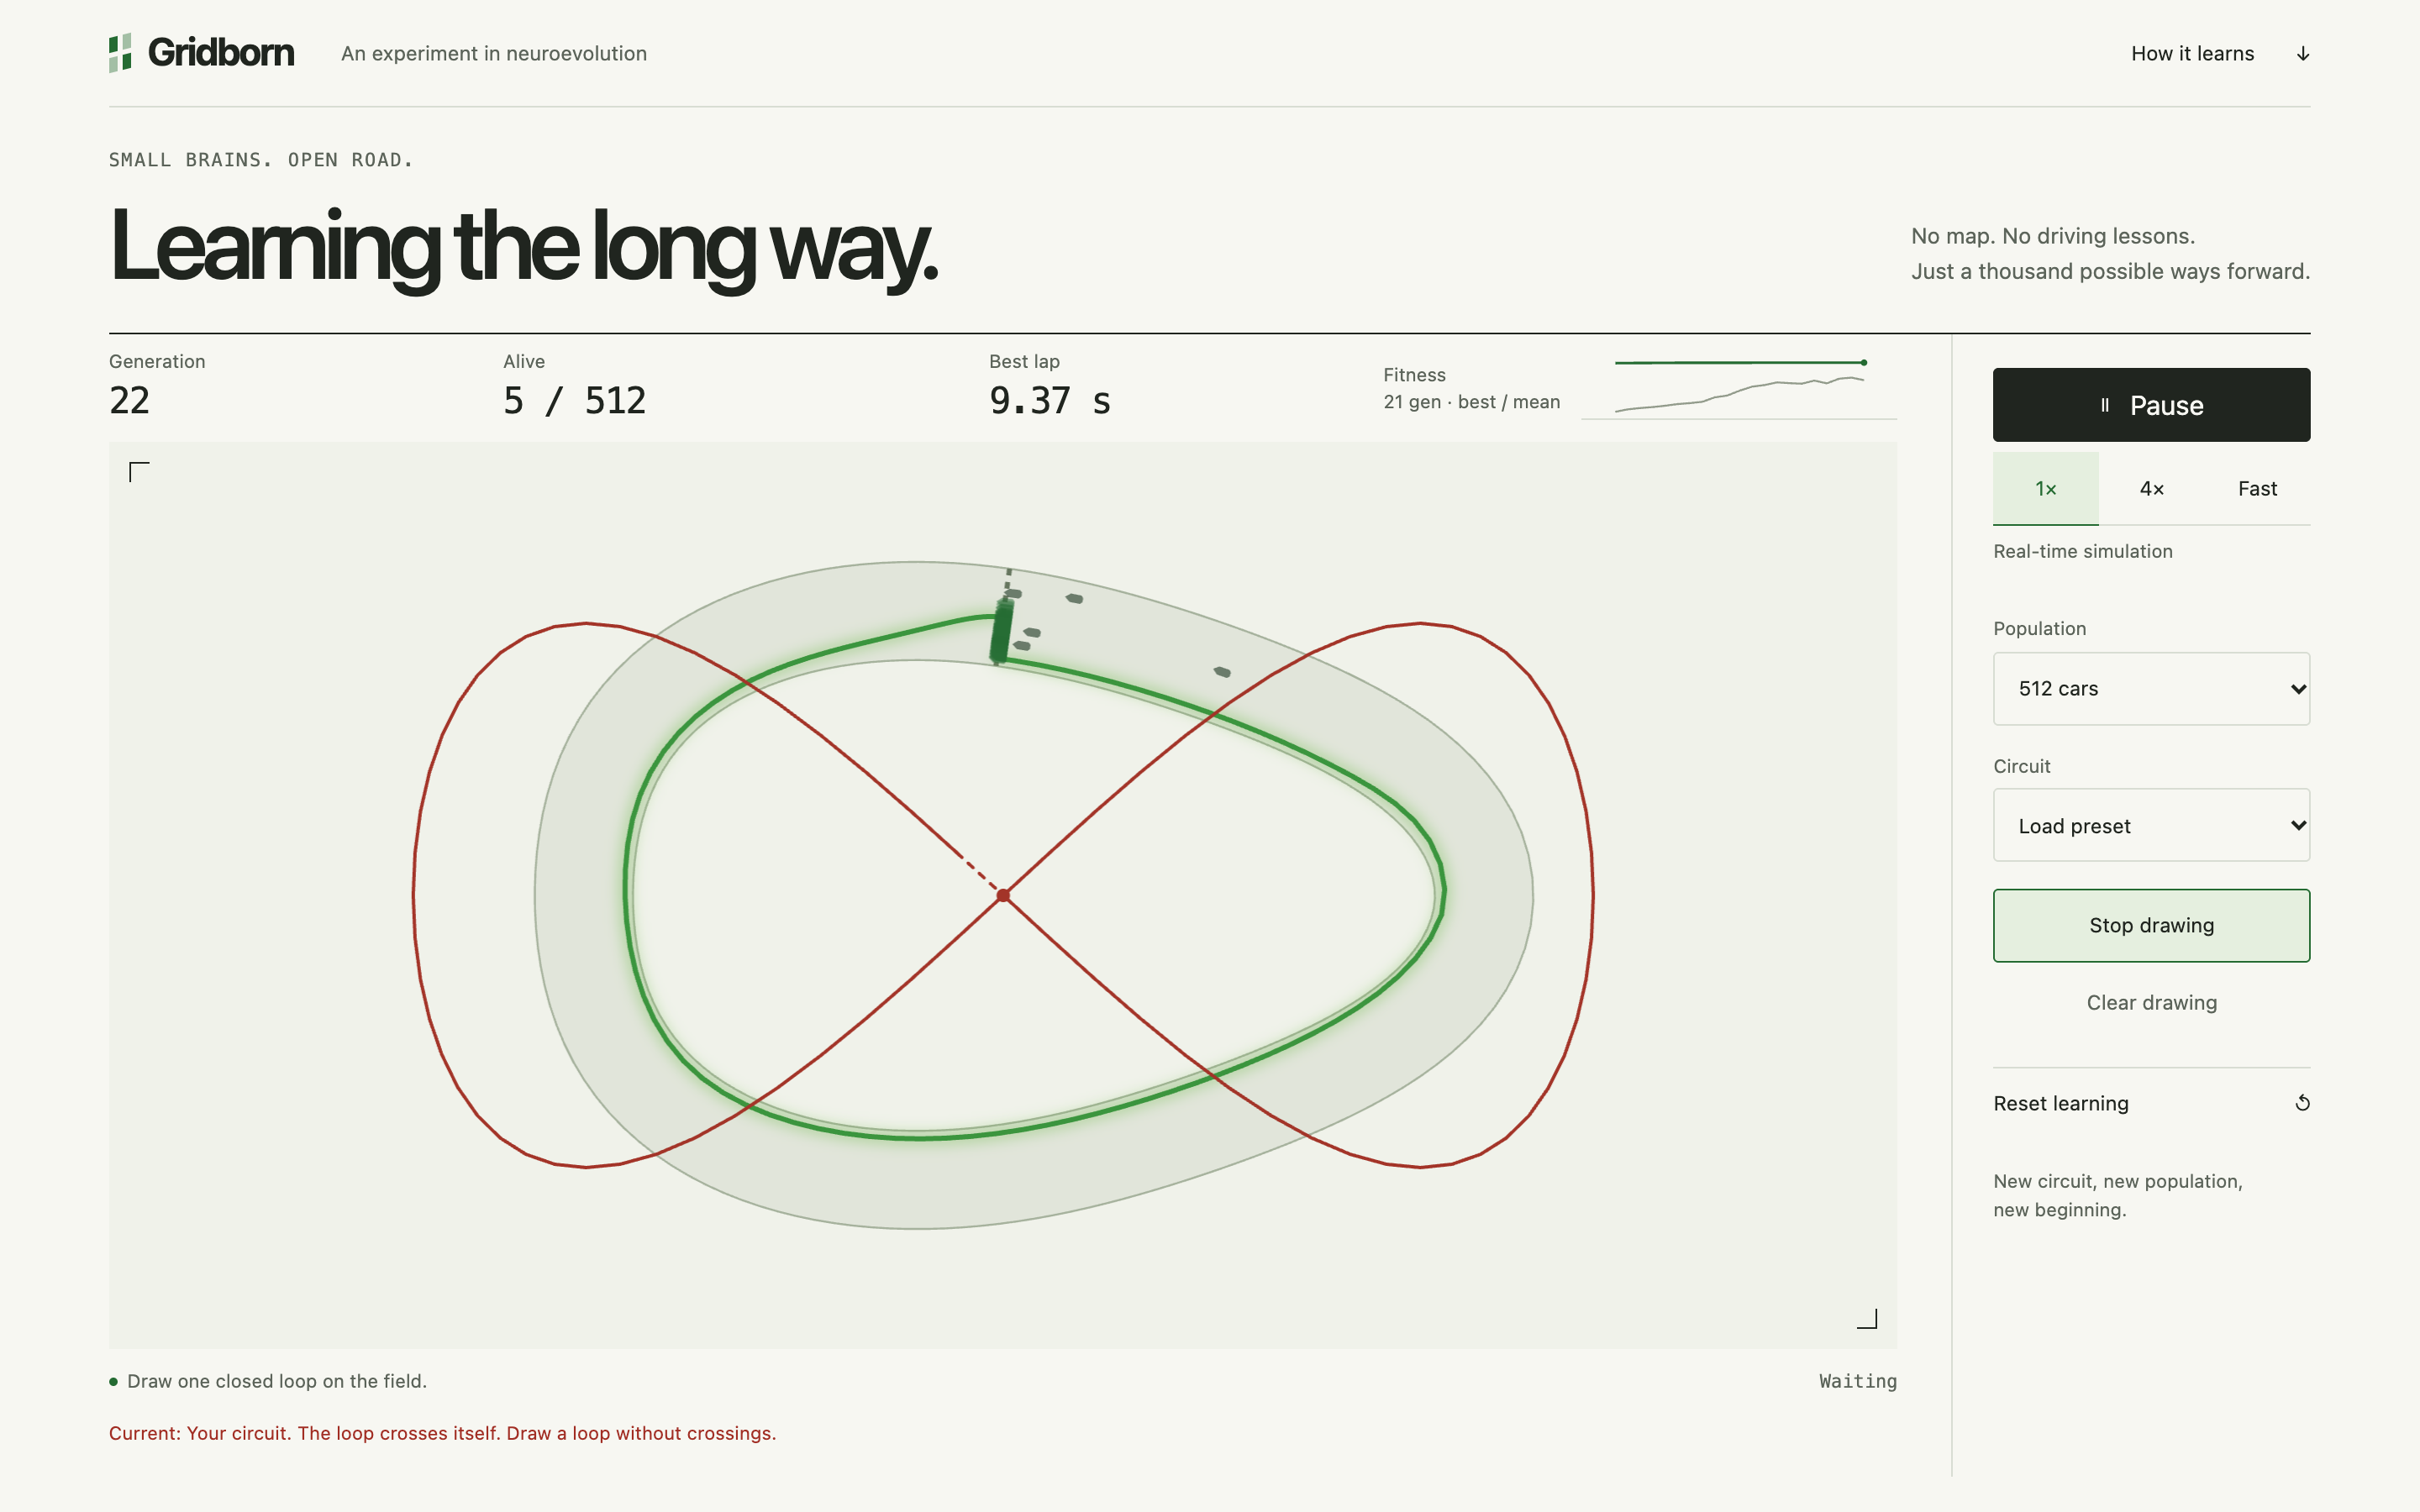 Gridborn
An experiment in neuroevolution
How it learns ↓
SMALL BRAINS. OPEN ROAD.
Learning the long way.
No map. No driving lessons.
Just a thousand possible ways forward.
Generation
22
Alive
5 / 512
Best lap
9.37 s
Fitness
21 gen · best / mean
Pause
1× 4× Fast
Real-time simulation
Population
512 cars
Circuit
Load preset
Stop drawing
Clear drawing
Reset learning
New circuit, new population,
new beginning.
Draw one closed loop on the field.
Waiting
Current: Your circuit. The loop crosses itself. Draw a loop without crossings.